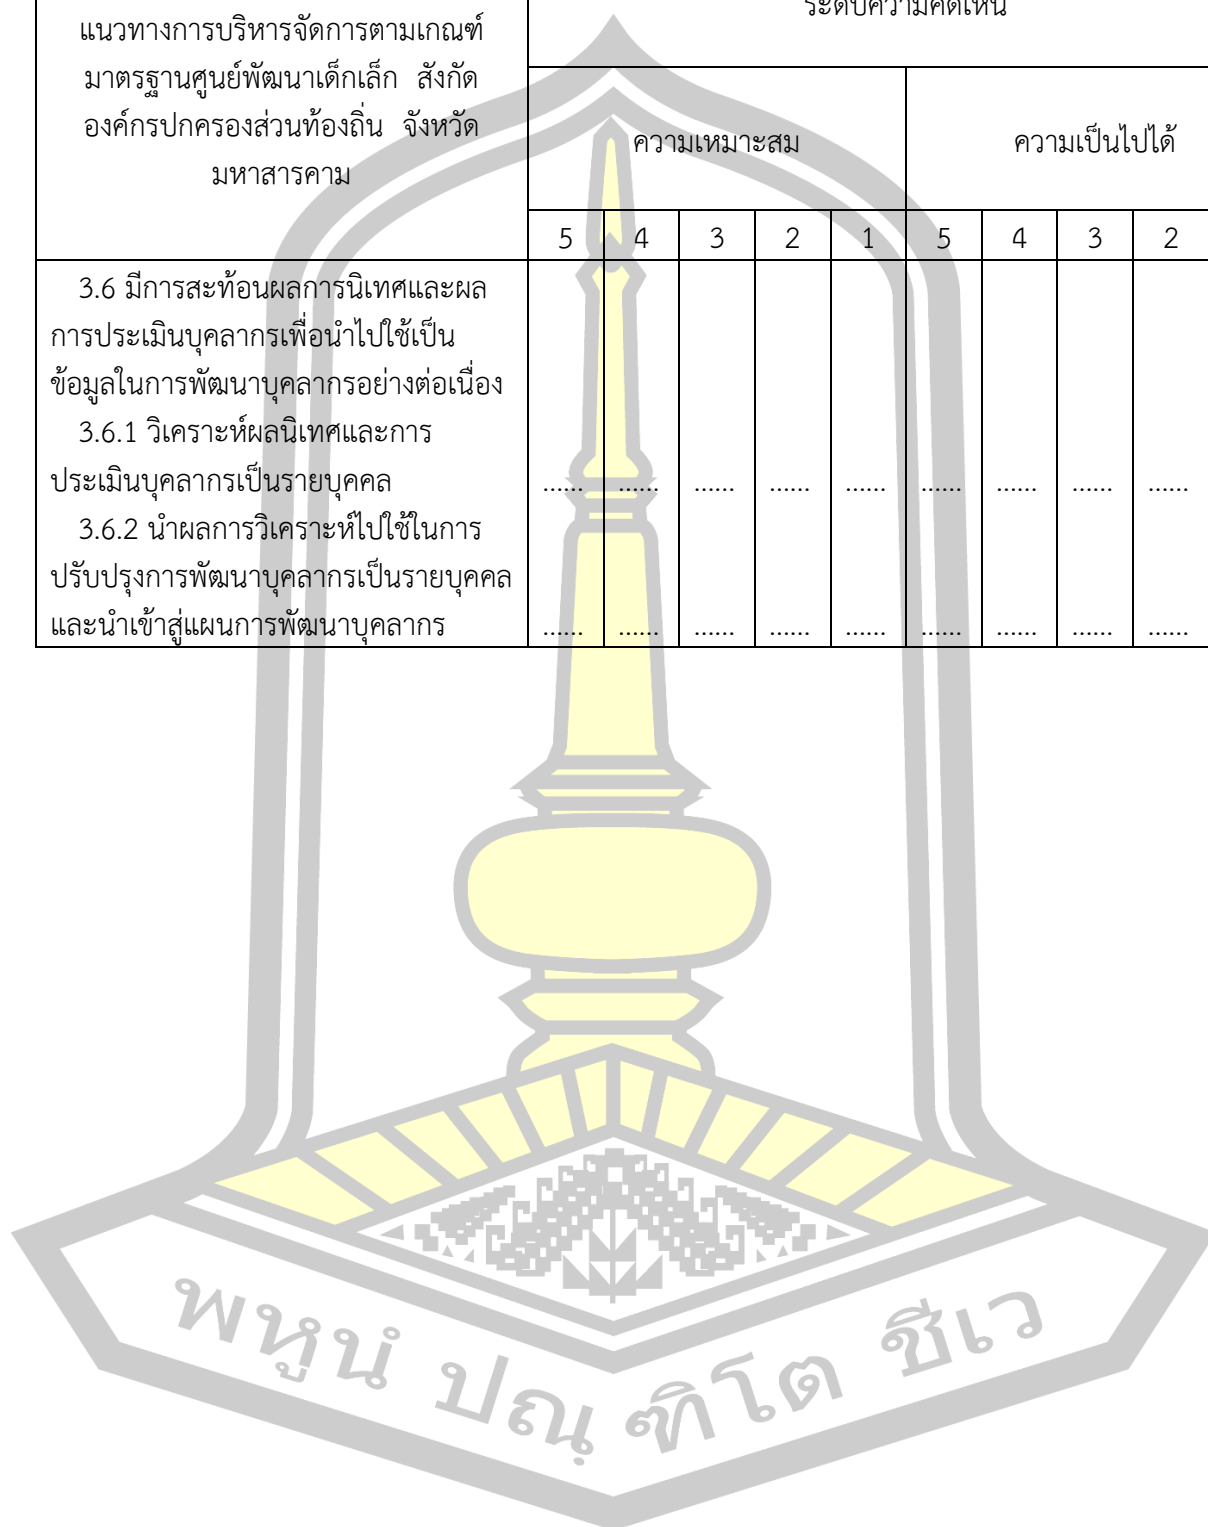 ระดับความคิดเห็น
แนวทางการบริหารจัดการตามเกณฑ์
มาตรฐานศูนย์พัฒนาเด็กเล็ก สังกัด
องค์กรปกครองส่วนท้องถิ่น จังหวัด
มหาสารคาม
ความเหมาะสม ความเป็นไปได้
5 4 3 2 1 5 4 3 2
3.6 มีการสะท้อนผลการนิเทศและผล
การประเมินบุคลากรเพื่อนำไปใช้เป็น
ข้อมูลในการพัฒนาบุคลากรอย่างต่อเนื่อง
3.6.1 วิเคราะห์ผลนิเทศและการ
ประเมินบุคลากรเป็นรายบุคคล ...... ...... ...... ...... ...... ...... ...... ...... ......
3.6.2 นำผลการวิเคราะห์ไปใช้ในการ
ปรับปรุงการพัฒนาบุคลากรเป็นรายบุคคล
และนำเข้าสู่แผนการพัฒนาบุคลากร ...... ...... ...... ...... ...... ...... ...... ...... ......
พหูนํ ปณฺฑิโต ชีเว